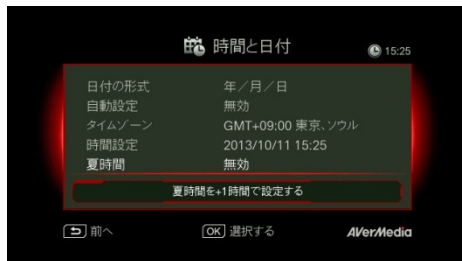 時間と日付
15:25
日付の形式 年／月／日
自動設定 無効
タイムゾーン GMT+09:00 東京、ソウル
時間設定 2013/10/11 15:25
夏時間 無効
夏時間を+1時間で設定する
前へ OK 選択する AVerMedia